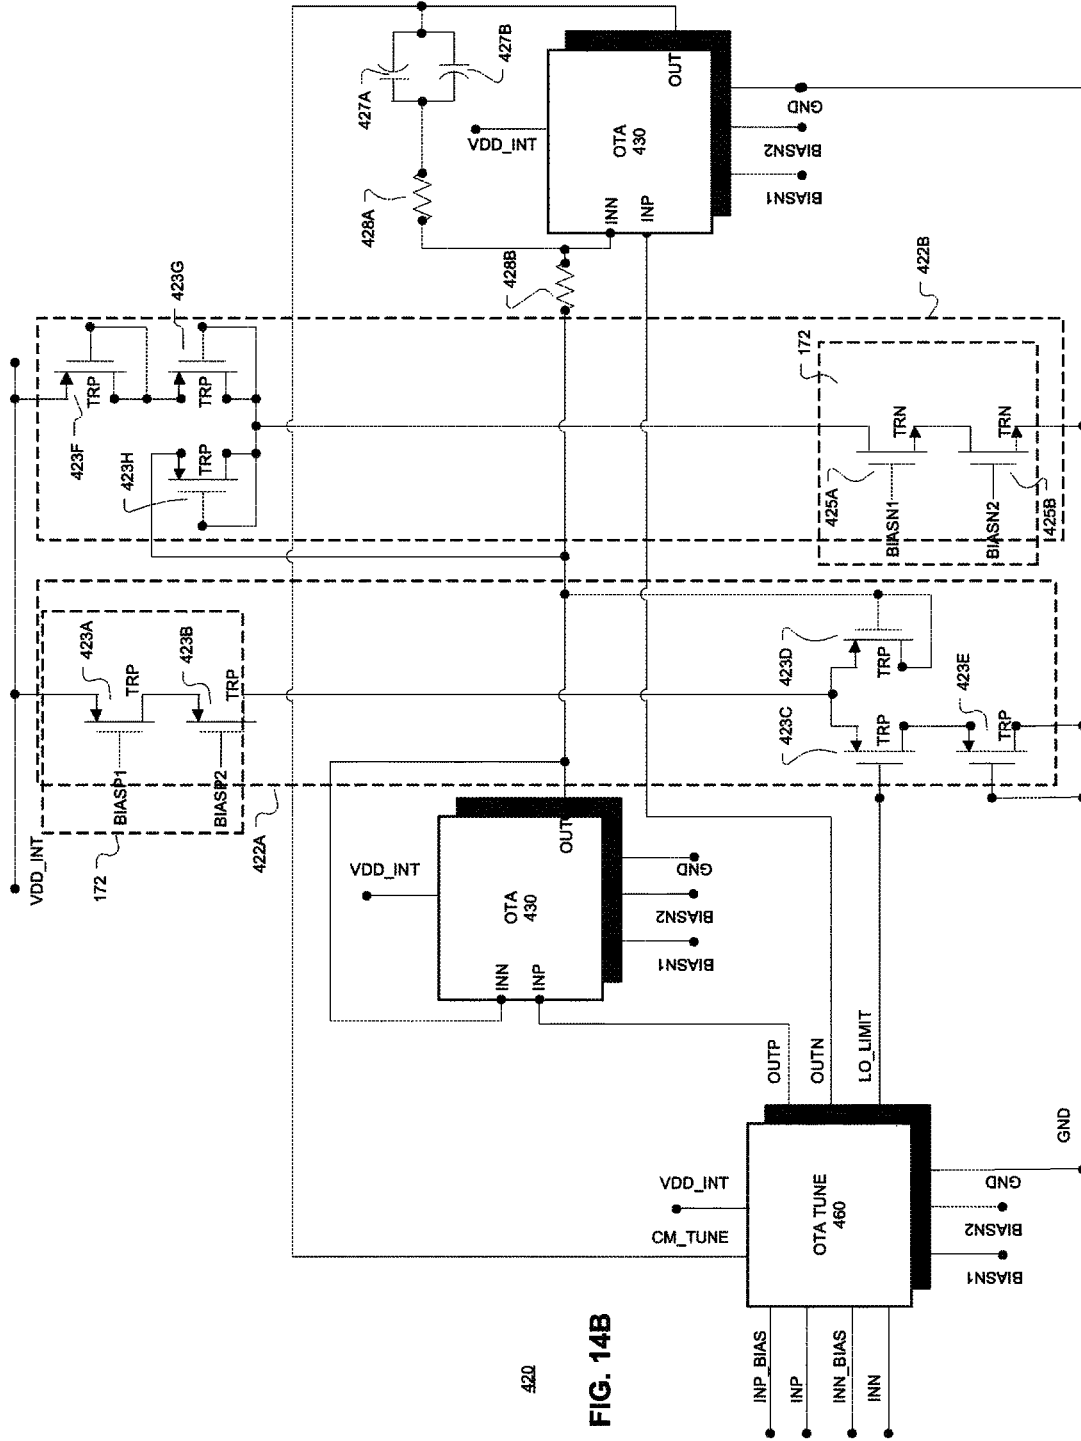 427B
427A
VDD_INT
428A
OUT
OTA
430
INN
INP
GND
BIASN2
BIASN1
428B
422B
423G
TRP
TRP
423F
423H
TRP
172
TRN
TRN
425A
425B
BIASN1
BIASN2
423A
423B
TRP
TRP
BIASP1
BIASP2
172
422A
VDD_INT
423D
TRP
423E
423C
TRP
TRP
VDD_INT
OUT
OTA
430
INN
INP
GND
BIASN2
BIASN1
OUTP
OUTN
LO_LIMIT
VDD_INT
CM_TUNE
OTA TUNE
460
GND
GND
BIASN2
BIASN1
INP_BIAS
INP
INN_BIAS
INN
420
FIG. 14B